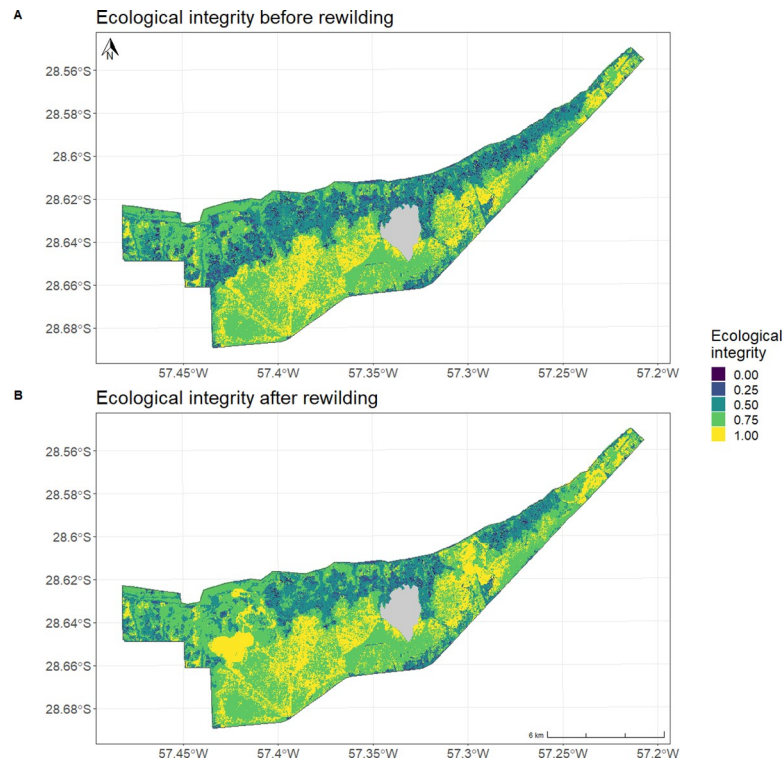 A
Ecological integrity before rewilding
N
28.56°S
28.58°S
28.6°S
28.62°S
28.64°S
28.66°S
28.68°S
57.45°W 57.4°W 57.35°W 57.3°W 57.25°W 57.2°W
Ecological
integrity
0.00
0.25
0.50
0.75
1.00
B
Ecological integrity after rewilding
28.56°S
28.58°S
28.6°S
28.62°S
28.64°S
28.66°S
28.68°S
6 km
57.45°W 57.4°W 57.35°W 57.3°W 57.25°W 57.2°W